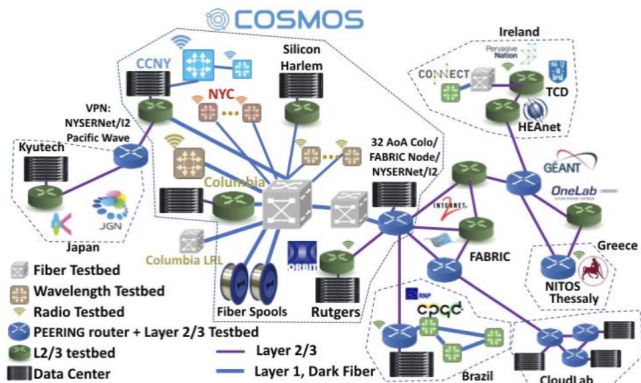 COSMOS
CCNY
Silicon
Harlem
NYC
VPN:
NYSERNet/I2
Pacific Wave
Kyutech
JGN
Japan
Columbia
Columbia LRL
32 AoA Colo/
FABRIC Node/
NYSERNet/I2
Ireland
Pervasive
Nation
CONNECT
TCD
HEAnet
GÉANT
OneLab
INTERNET
2
FABRIC
Greece
NITOS
Thessaly
ORBIT
Fiber Spools
Rutgers
RNP
cpqd
Brazil
CloudLab
Fiber Testbed
Wavelength Testbed
Radio Testbed
PEERING router + Layer 2/3 Testbed
L2/3 testbed
Data Center
Layer 2/3
Layer 1, Dark Fiber